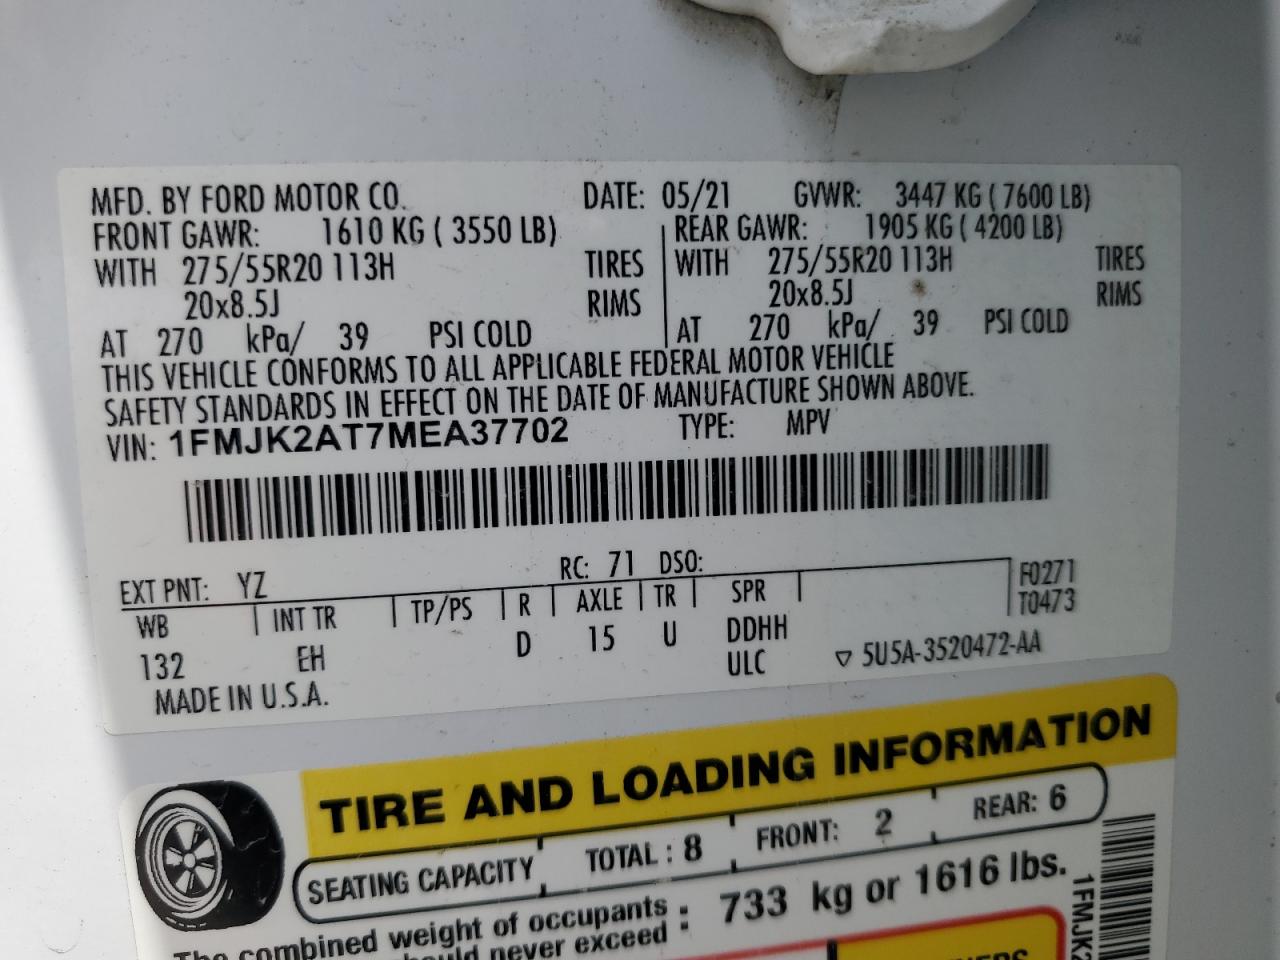 MFD. BY FORD MOTOR CO. DATE: 05/21 GVWR: 3447 KG ( 7600 LB)
FRONT GAWR: 1610 KG ( 3550 LB) REAR GAWR: 1905 KG ( 4200 LB)
WITH 275/55R20 113H TIRES WITH 275/55R20 113H TIRES
20x8.5J RIMS 20x8.5J RIMS
AT 270 kPa/ 39 PSI COLD AT 270 kPa/ 39 PSI COLD
THIS VEHICLE CONFORMS TO ALL APPLICABLE FEDERAL MOTOR VEHICLE
SAFETY STANDARDS IN EFFECT ON THE DATE OF MANUFACTURE SHOWN ABOVE.
VIN: 1FMJK2AT7MEA37702 TYPE: MPV
EXT PNT: YZ RC: 71 DSO: F0271
WB INT TR TP/PS R AXLE TR SPR T0473
132 EH D 15 U DDHH
ULC ▽ 5U5A-3520472-AA
MADE IN U.S.A.
TIRE AND LOADING INFORMATION
SEATING CAPACITY TOTAL : 8 FRONT: 2 REAR: 6
The combined weight of occupants : 733 kg or 1616 lbs.
never exceed
1FMJK2